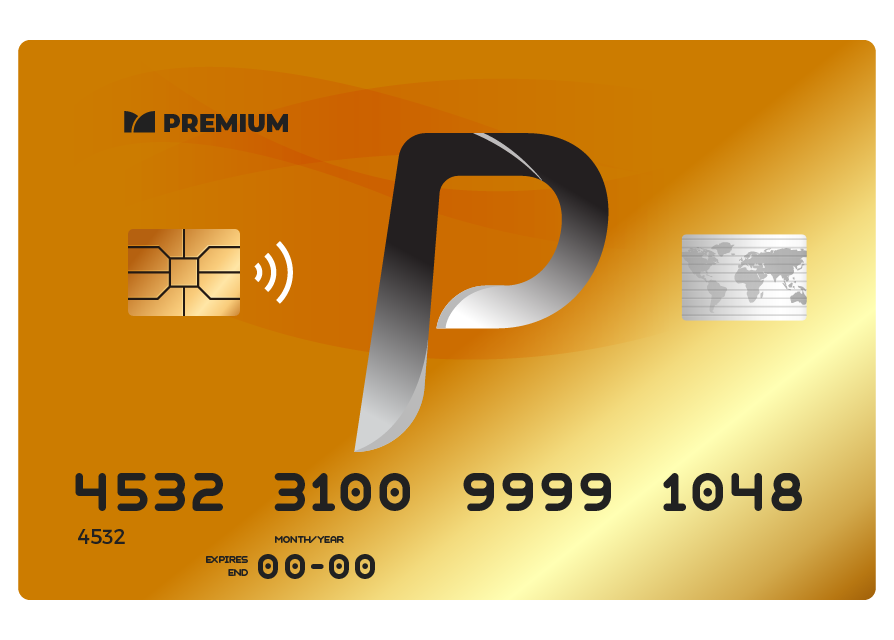 PREMIUM
P
4532 3100 9999 1048
4532
MONTH/YEAR
EXPIRES
END
00-00